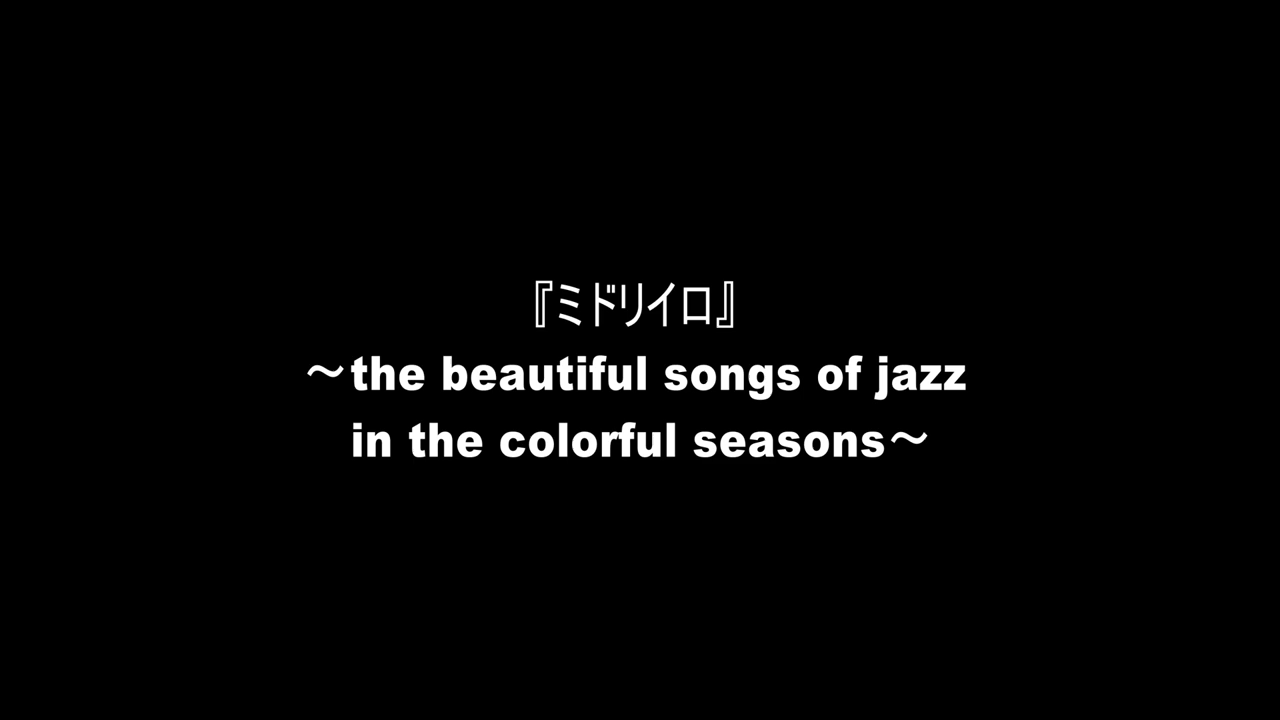 『ミドリイロ』
～the beautiful songs of jazz
in the colorful seasons～